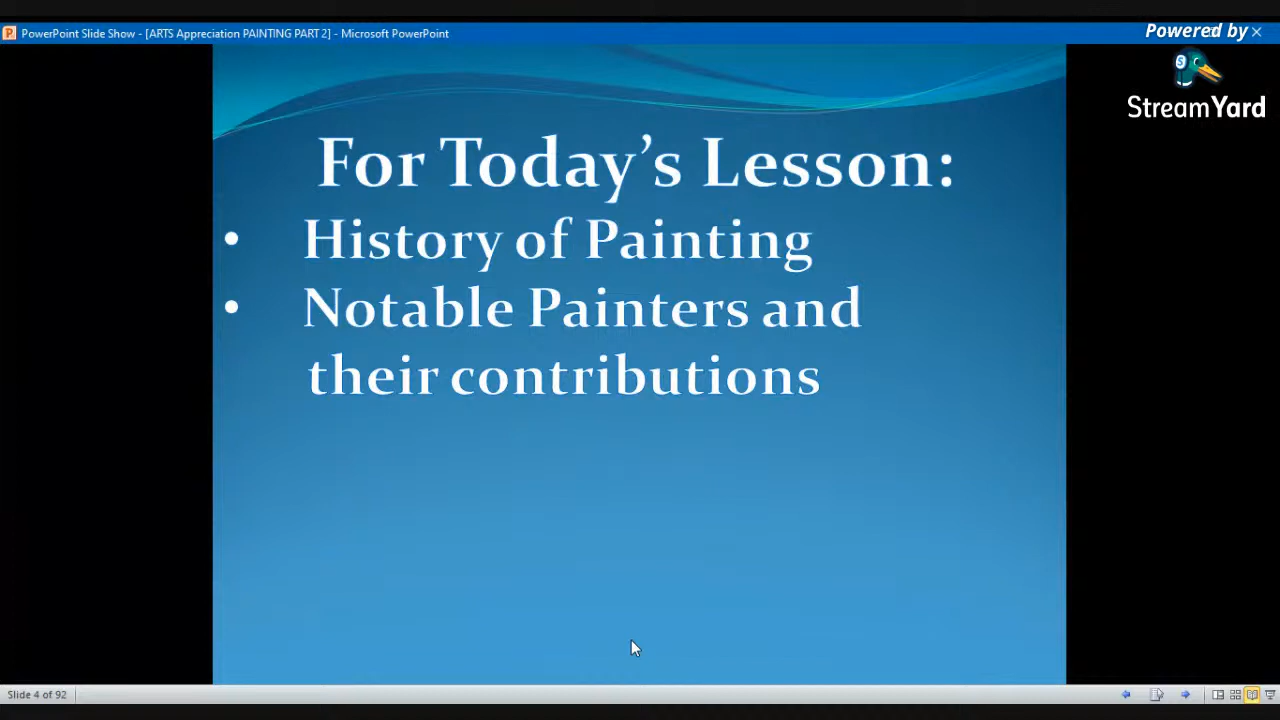 PowerPoint Slide Show - [ARTS Appreciation PAINTING PART 2] - Microsoft PowerPoint
Powered by
StreamYard
For Today’s Lesson:
• History of Painting
• Notable Painters and
their contributions
Slide 4 of 92